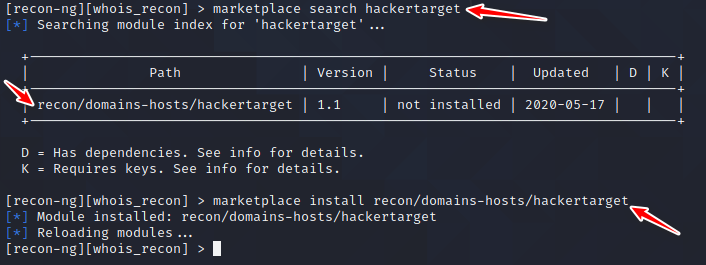 [recon-ng][whois_recon] > marketplace search hackertarget
[*] Searching module index for 'hackertarget'...
| Path | Version | Status | Updated | D | K |
| recon/domains-hosts/hackertarget | 1.1 | not installed | 2020-05-17 | | |
D = Has dependencies. See info for details.
K = Requires keys. See info for details.
[recon-ng][whois_recon] > marketplace install recon/domains-hosts/hackertarget
[*] Module installed: recon/domains-hosts/hackertarget
[*] Reloading modules...
[recon-ng][whois_recon] >